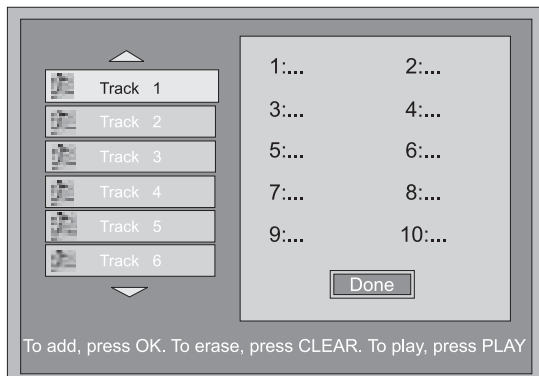 Track 1
Track 2
Track 3
Track 4
Track 5
Track 6
1:... 2:...
3:... 4:...
5:... 6:...
7:... 8:...
9:... 10:...
Done
To add, press OK. To erase, press CLEAR. To play, press PLAY